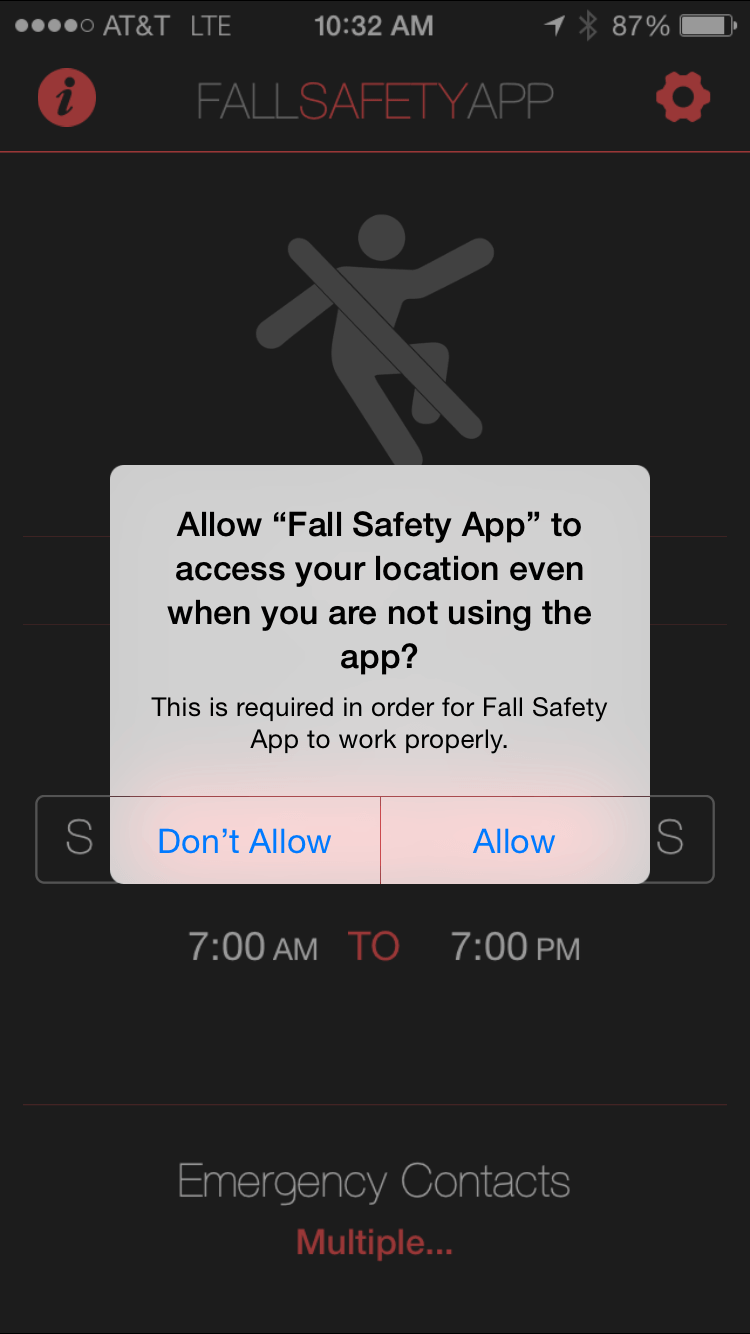 AT&T LTE 10:32 AM 87%
i FALLSAFETYAPP
Allow “Fall Safety App” to
access your location even
when you are not using the
app?
This is required in order for Fall Safety
App to work properly.
S Don’t Allow Allow S
7:00 AM TO 7:00 PM
Emergency Contacts
Multiple...